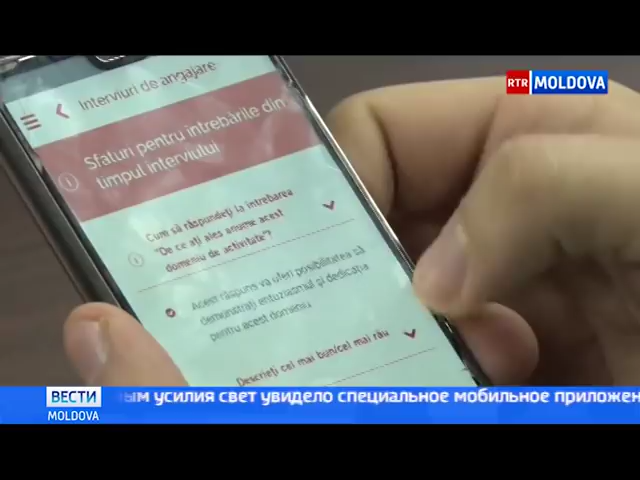 RTR MOLDOVA
Interviuri de angajare
Sfaturi pentru întrebările din
timpul interviului
Cum să răspundeți la întrebarea
"De ce ați ales anume acest
domeniu de activitate"?
Acest răspuns vă oferi posibilitatea să
demonstrați entuziasmul și dedicația
pentru acest domeniu
Descrieți cel mai bun/cel mai rău
ВЕСТИ
MOLDOVA
ым усилия свет увидело специальное мобильное приложен